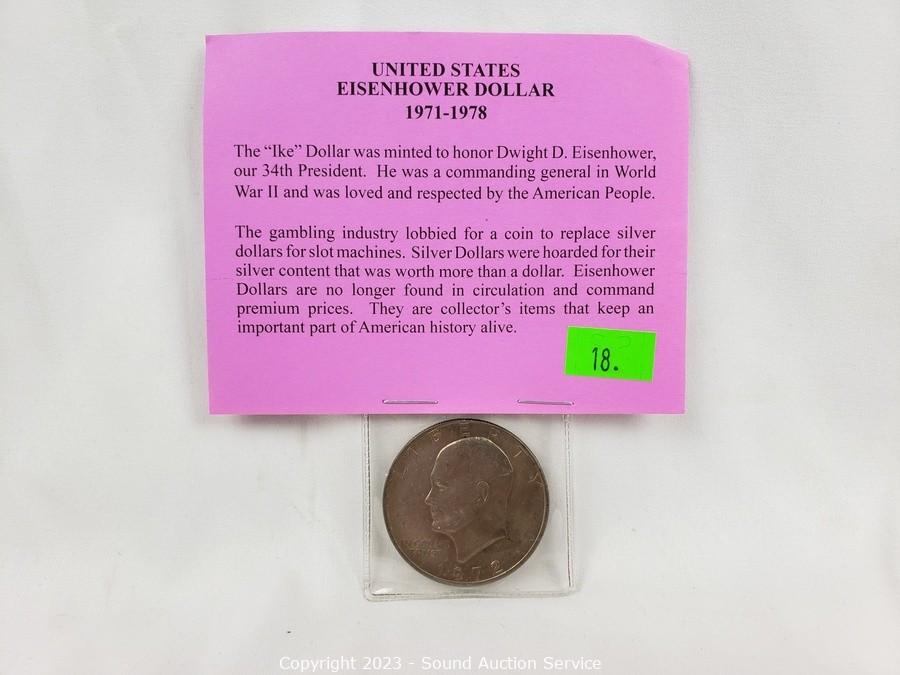 UNITED STATES
EISENHOWER DOLLAR
1971-1978
The “Ike” Dollar was minted to honor Dwight D. Eisenhower,
our 34th President. He was a commanding general in World
War II and was loved and respected by the American People.
The gambling industry lobbied for a coin to replace silver
dollars for slot machines. Silver Dollars were hoarded for their
silver content that was worth more than a dollar. Eisenhower
Dollars are no longer found in circulation and command
premium prices. They are collector’s items that keep an
important part of American history alive.
18.
LIBERTY
1972
Copyright 2023 - Sound Auction Service